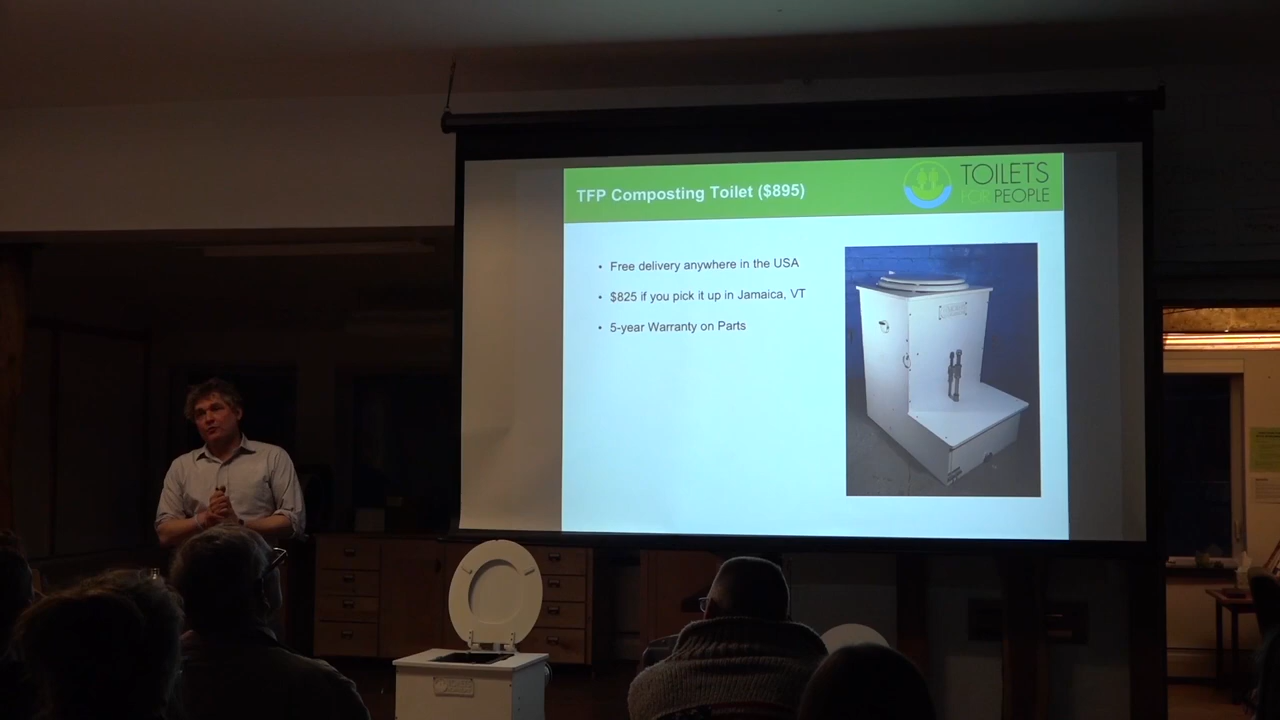 TFP Composting Toilet ($895)
TOILETS
FOR PEOPLE
• Free delivery anywhere in the USA
• $825 if you pick it up in Jamaica, VT
• 5-year Warranty on Parts